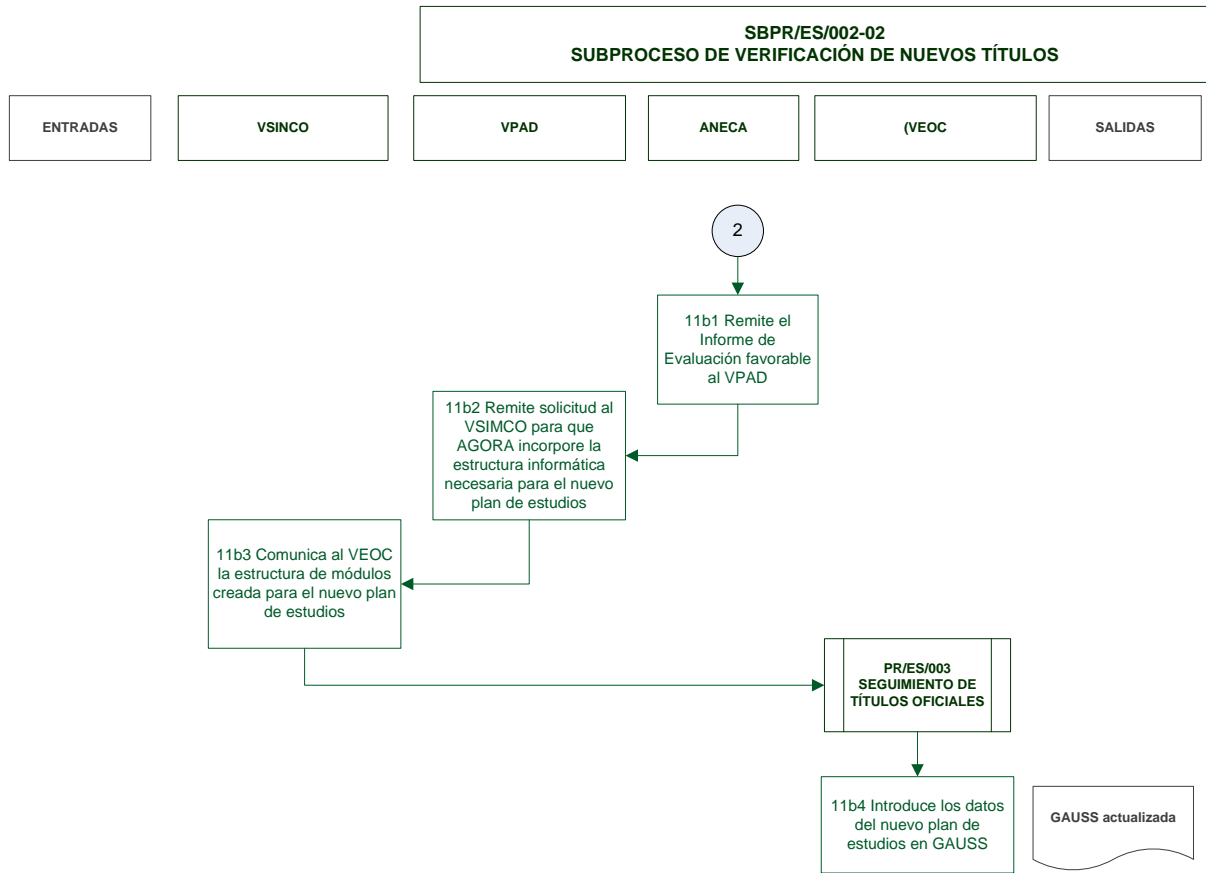 SBPR/ES/002-02
SUBPROCESO DE VERIFICACIÓN DE NUEVOS TÍTULOS
ENTRADAS
VSINCO
VPAD
ANECA
(VEOC
SALIDAS
2
11b1 Remite el
Informe de
Evaluación favorable
al VPAD
11b2 Remite solicitud al
VSIMCO para que
AGORA incorpore la
estructura informática
necesaria para el nuevo
plan de estudios
11b3 Comunica al VEOC
la estructura de módulos
creada para el nuevo plan
de estudios
PR/ES/003
SEGUIMIENTO DE
TÍTULOS OFICIALES
11b4 Introduce los datos
del nuevo plan de
estudios en GAUSS
GAUSS actualizada